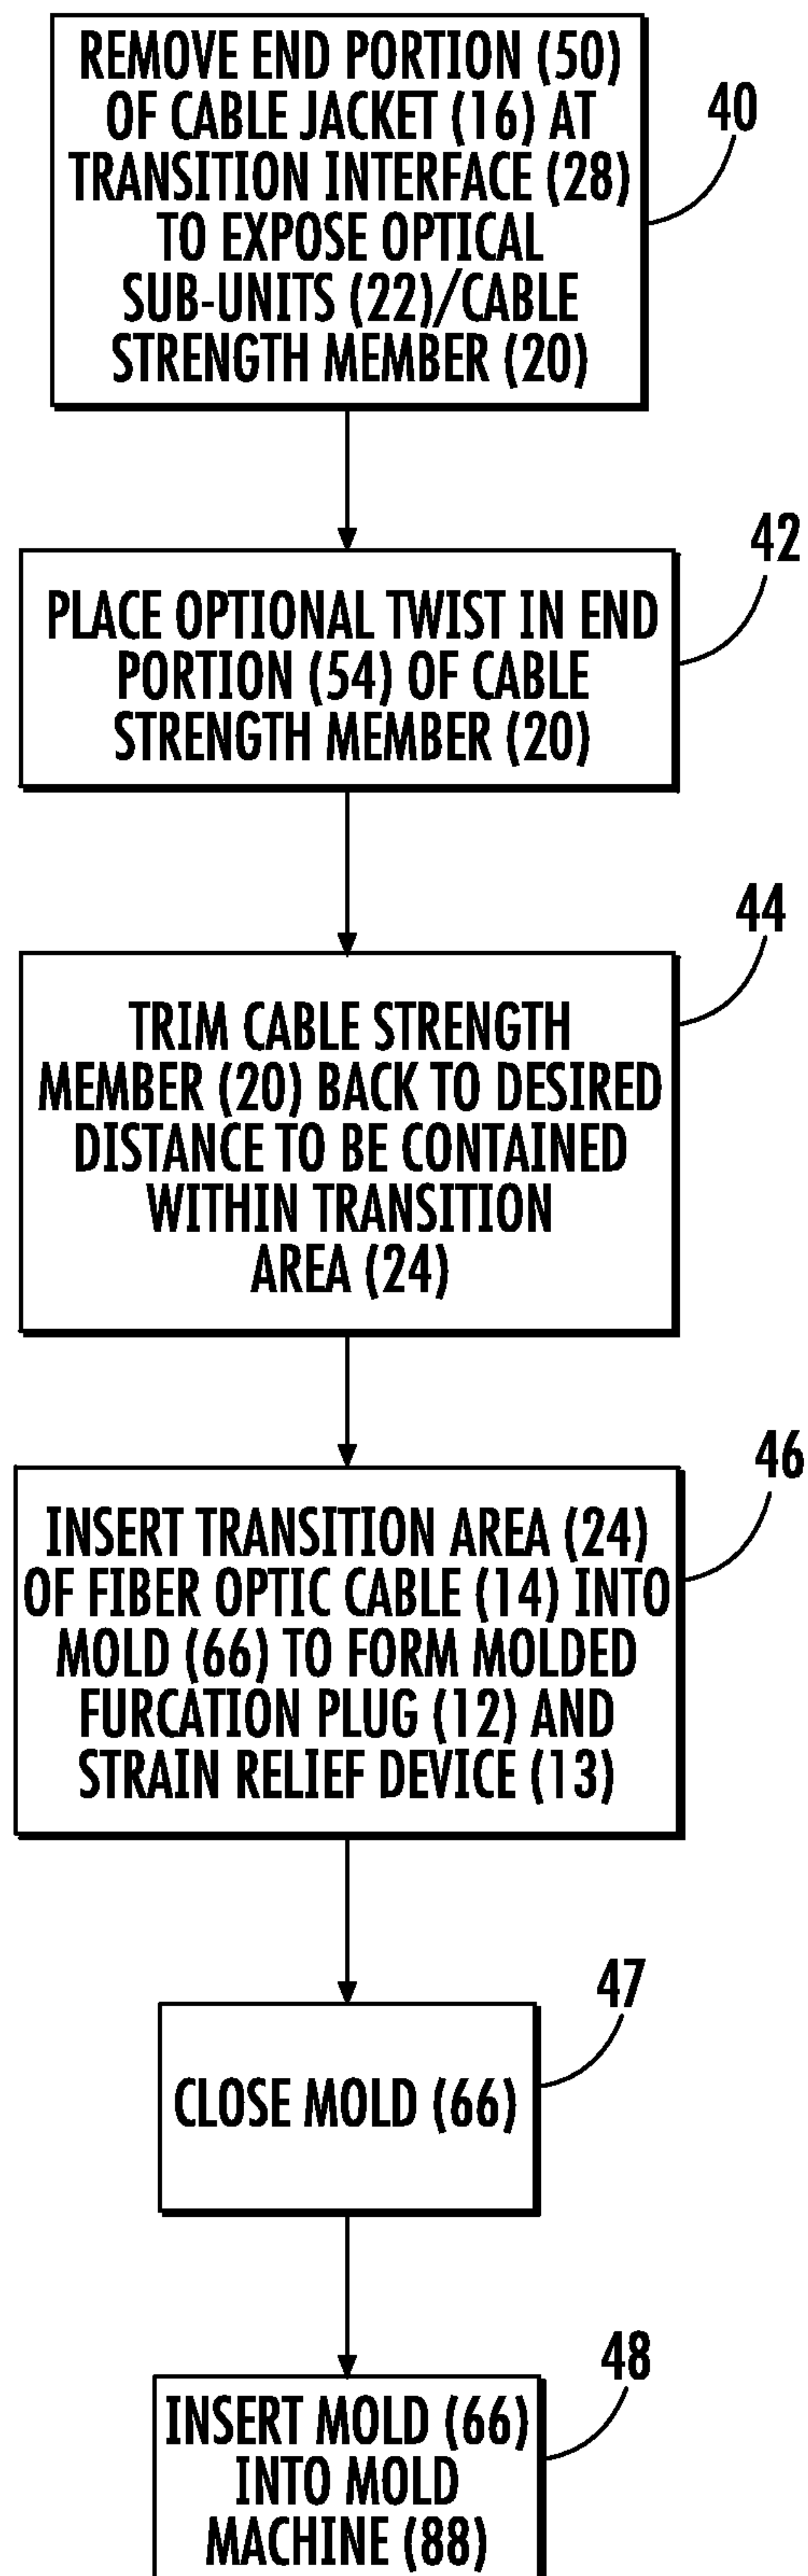 REMOVE END PORTION (50)
OF CABLE JACKET (16) AT
TRANSITION INTERFACE (28)
TO EXPOSE OPTICAL
SUB-UNITS (22)/CABLE
STRENGTH MEMBER (20)
40
PLACE OPTIONAL TWIST IN END
PORTION (54) OF CABLE
STRENGTH MEMBER (20)
42
TRIM CABLE STRENGTH
MEMBER (20) BACK TO DESIRED
DISTANCE TO BE CONTAINED
WITHIN TRANSITION
AREA (24)
44
INSERT TRANSITION AREA (24)
OF FIBER OPTIC CABLE (14) INTO
MOLD (66) TO FORM MOLDED
FURCATION PLUG (12) AND
STRAIN RELIEF DEVICE (13)
46
CLOSE MOLD (66)
47
INSERT MOLD (66)
INTO MOLD
MACHINE (88)
48